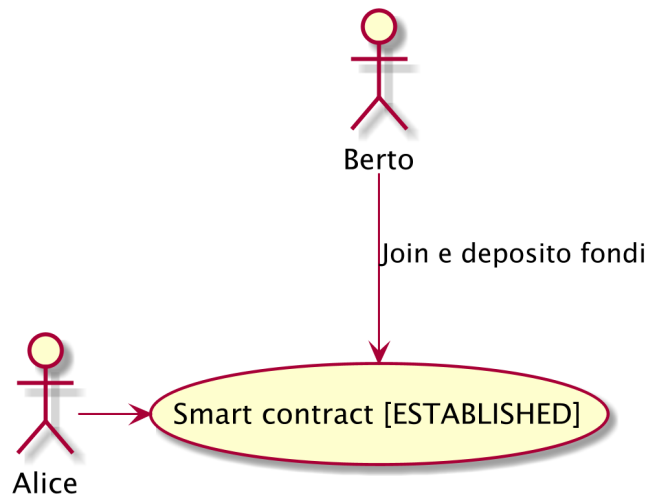 Berto
Join e deposito fondi
Smart contract [ESTABLISHED]
Alice